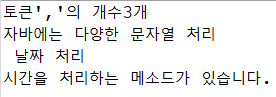 토큰','의 개수3개
자바에는 다양한 문자열 처리
 날짜 처리
시간을 처리하는 메소드가 있습니다.